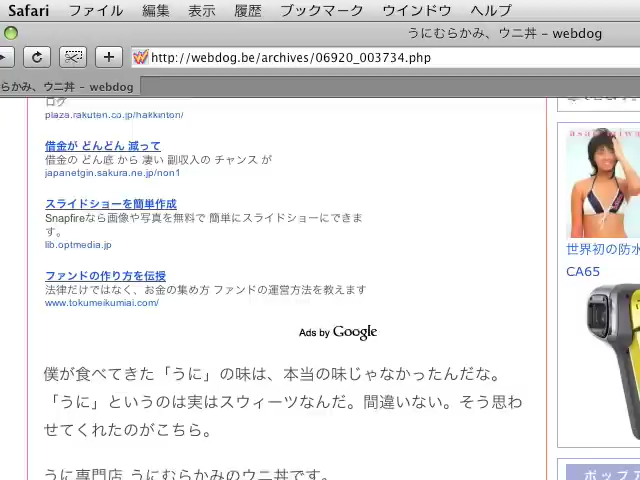 Safari ファイル 編集 表示 履歴 ブックマーク ウインドウ ヘルプ
うにむらかみ、ウニ丼 – webdog
http://webdog.be/archives/06920_003734.php
らかみ、ウニ丼 – webdog
ログ
plaza.rakuten.co.jp/hakkinton/
借金が どんどん 減って
借金の どん底 から 凄い 副収入の チャンス が
japanetgin.sakura.ne.jp/non1
スライドショーを簡単作成
Snapfireなら画像や写真を無料で 簡単にスライドショーにできま
す。
lib.optmedia.jp
ファンドの作り方を伝授
法律だけではなく、お金の集め方 ファンドの運営方法を教えます
www.tokumeikumiai.com/
Ads by Google
僕が食べてきた「うに」の味は、本当の味じゃなかったんだな。
「うに」というのは実はスウィーツなんだ。間違いない。そう思わ
せてくれたのがこちら。
うに専門店 うにむらかみのウニ丼です。
世界初の防水
CA65
ポップア